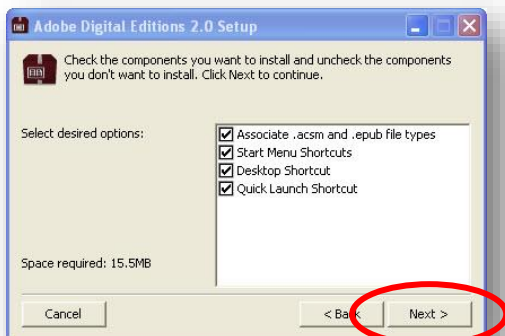 Adobe Digital Editions 2.0 Setup
Check the components you want to install and uncheck the components
you don't want to install. Click Next to continue.
Select desired options:
Associate .acsm and .epub file types
Start Menu Shortcuts
Desktop Shortcut
Quick Launch Shortcut
Space required: 15.5MB
Cancel
< Back
Next >